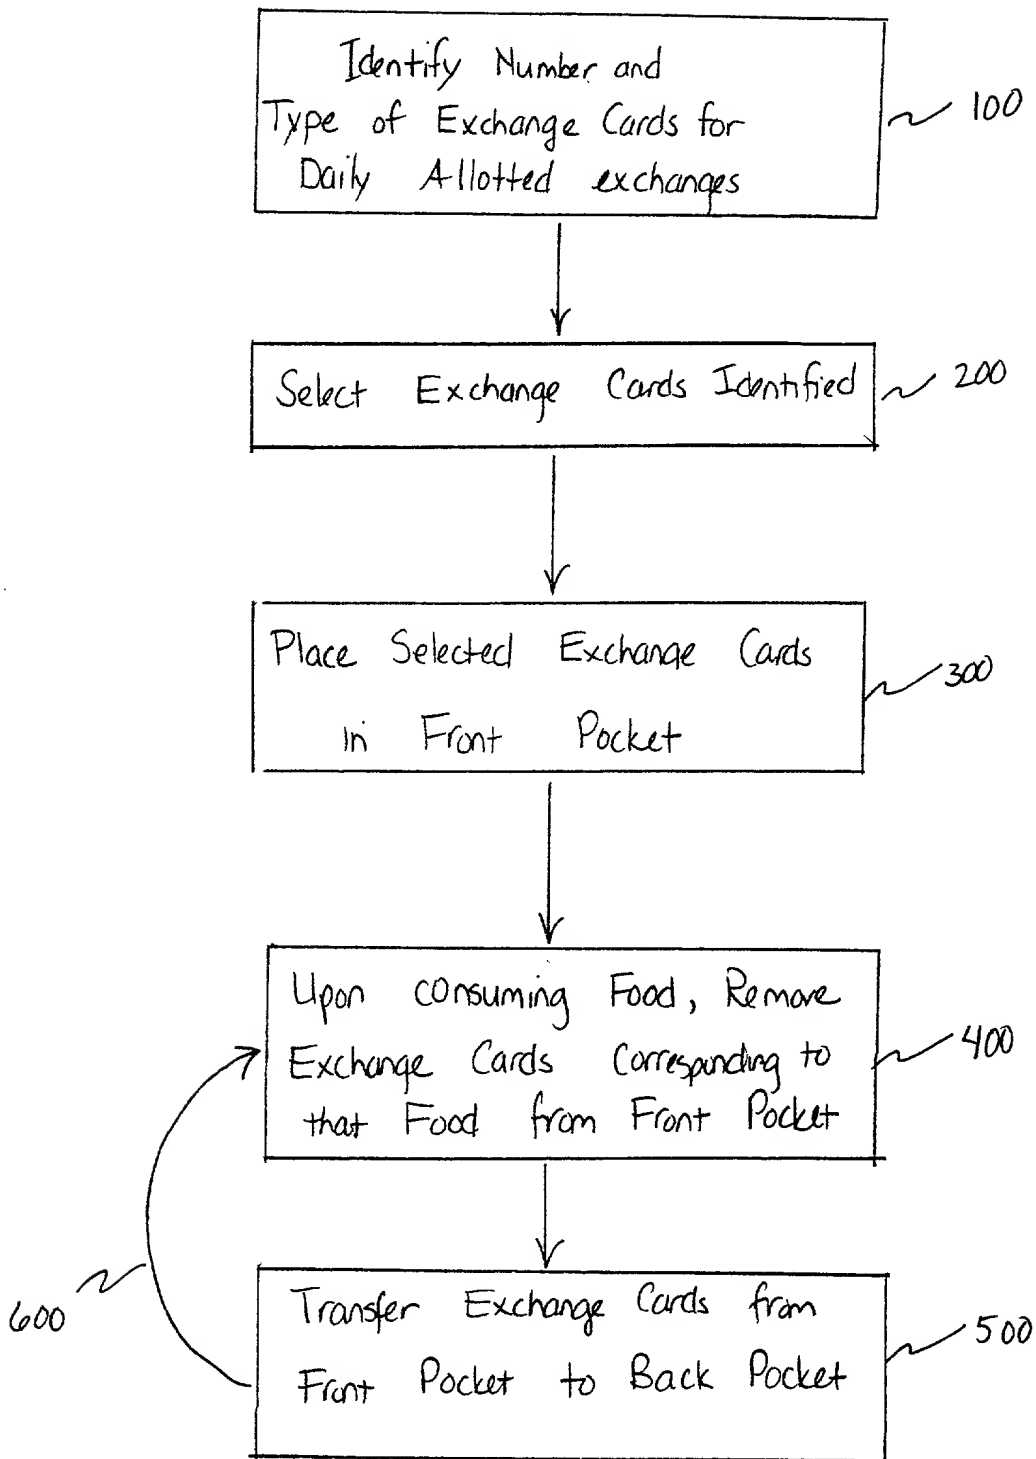 Identify Number and
Type of Exchange Cards for
Daily Allotted exchanges
100
Select Exchange Cards Identified
200
Place Selected Exchange Cards
in Front Pocket
300
Upon consuming Food, Remove
Exchange Cards Corresponding to
that Food from Front Pocket
400
600
Transfer Exchange Cards from
Front Pocket to Back Pocket
500